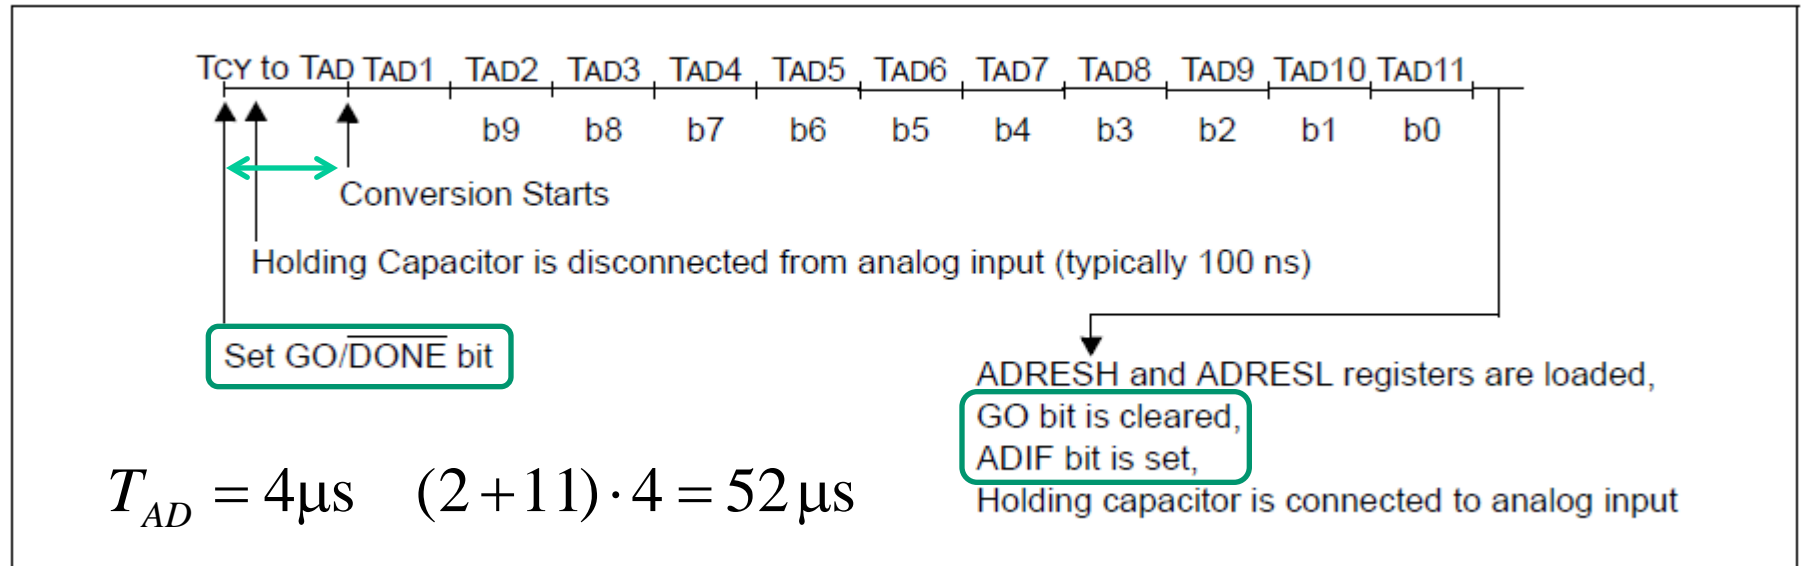 TCY to TAD TAD1 TAD2 TAD3 TAD4 TAD5 TAD6 TAD7 TAD8 TAD9 TAD10 TAD11
b9 b8 b7 b6 b5 b4 b3 b2 b1 b0
Conversion Starts
Holding Capacitor is disconnected from analog input (typically 100 ns)
Set GO/DONE bit
ADRESH and ADRESL registers are loaded,
GO bit is cleared,
ADIF bit is set,
Holding capacitor is connected to analog input
T_AD = 4µs (2+11)·4 = 52µs